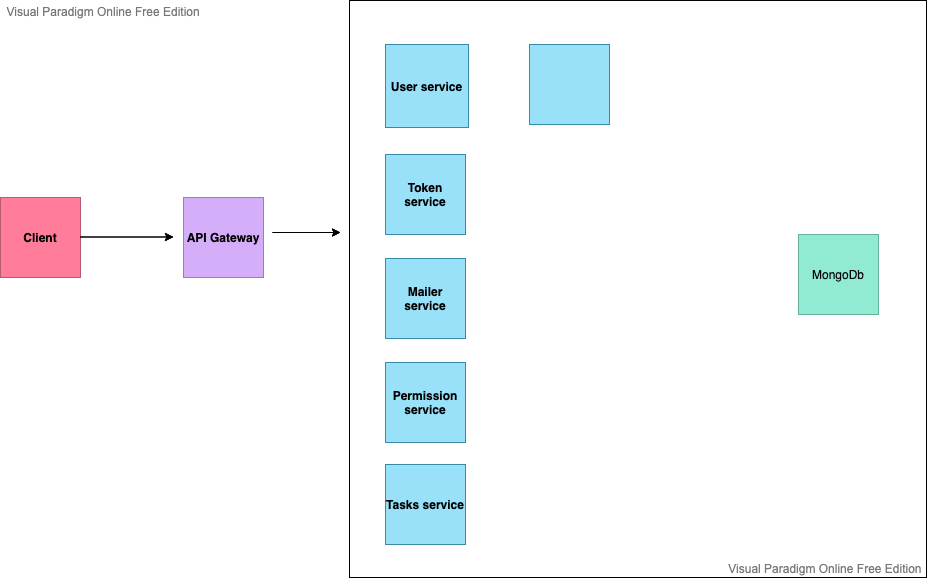 Visual Paradigm Online Free Edition
User service
Token
service
Client
API Gateway
Mailer
service
MongoDb
Permission
service
Tasks service
Visual Paradigm Online Free Edition